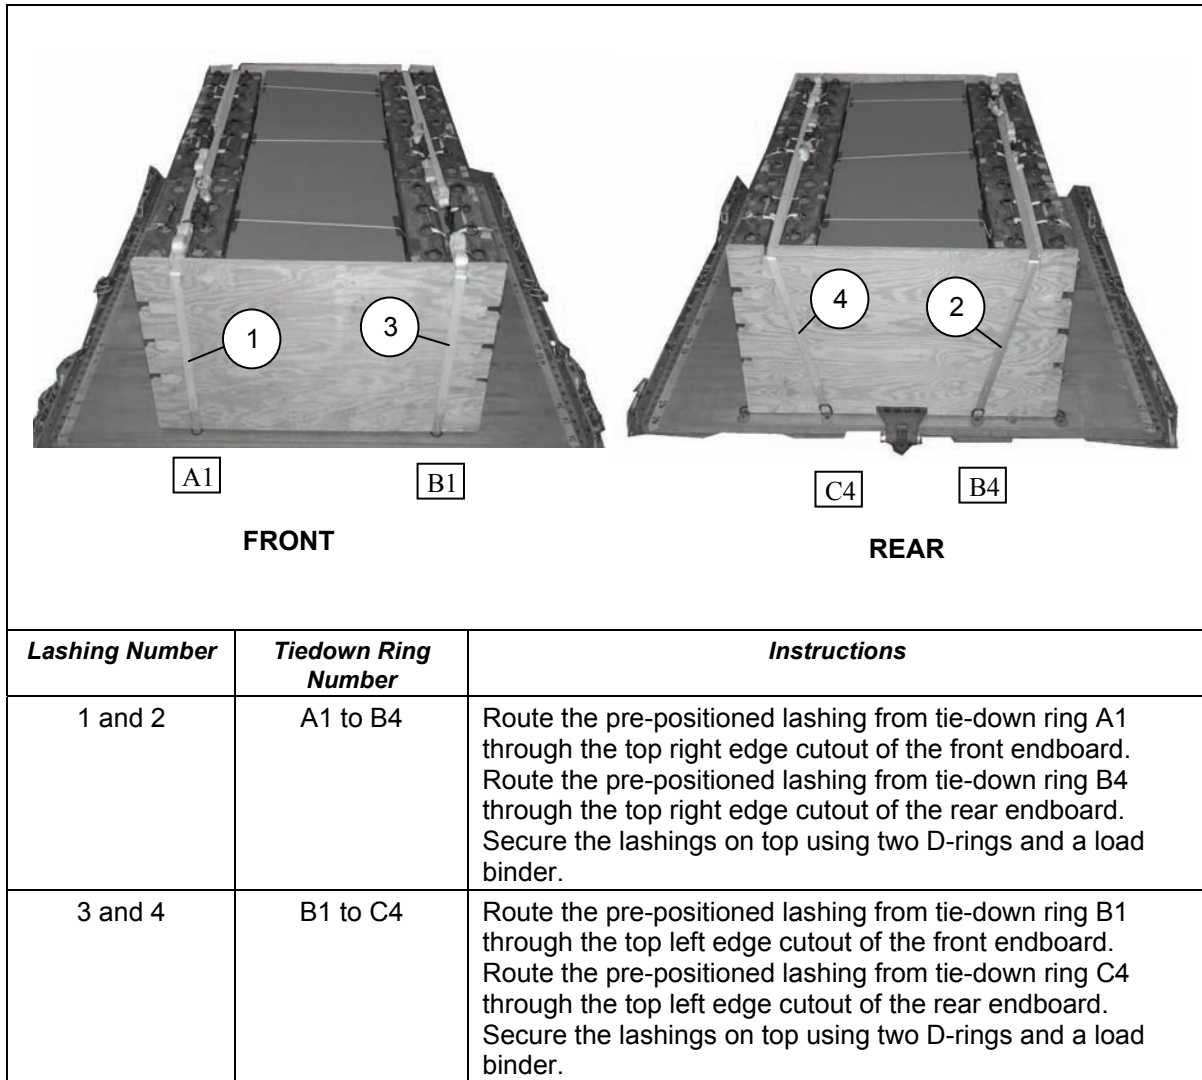 1
3
4
2
A1
B1
C4
B4
FRONT
REAR
Lashing Number
Tiedown Ring
Number
Instructions
1 and 2
A1 to B4
Route the pre-positioned lashing from tie-down ring A1
through the top right edge cutout of the front endboard.
Route the pre-positioned lashing from tie-down ring B4
through the top right edge cutout of the rear endboard.
Secure the lashings on top using two D-rings and a load
binder.
3 and 4
B1 to C4
Route the pre-positioned lashing from tie-down ring B1
through the top left edge cutout of the front endboard.
Route the pre-positioned lashing from tie-down ring C4
through the top left edge cutout of the rear endboard.
Secure the lashings on top using two D-rings and a load
binder.